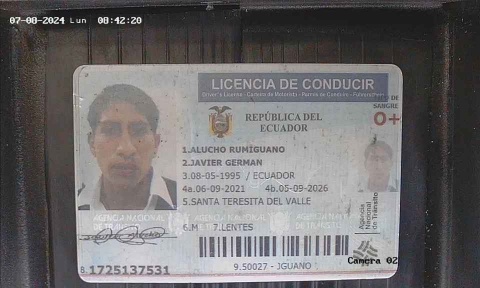 07-08-2024 Lun 08:42:20
LICENCIA DE CONDUCIR
Driver's License - Carteira de Motorista - Permis de Conduire - Führerschein
DE
SANGRE
REPÚBLICA DEL
ECUADOR
O+
1.ALUCHO RUMIGUANO
2.JAVIER GERMAN
3.08-05-1995 / ECUADOR
4a.06-09-2021 4b.05-09-2026
5.SANTA TERESITA DEL VALLE
AGENCIA NACIONAL
DE TRÁNSITO
6.M 7.LENTES
Agencia
Nacional
de Tránsito
8.1725137531
9.50027 - JGUANO
Camera 02